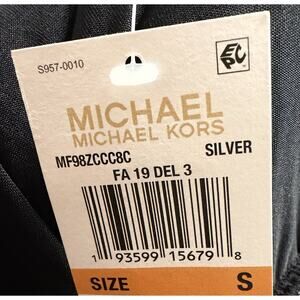 S957-0010
EPC
MICHAEL
MICHAEL KORS
MF98ZCCC8C SILVER
FA 19 DEL 3
1 93599 15679 8
SIZE S